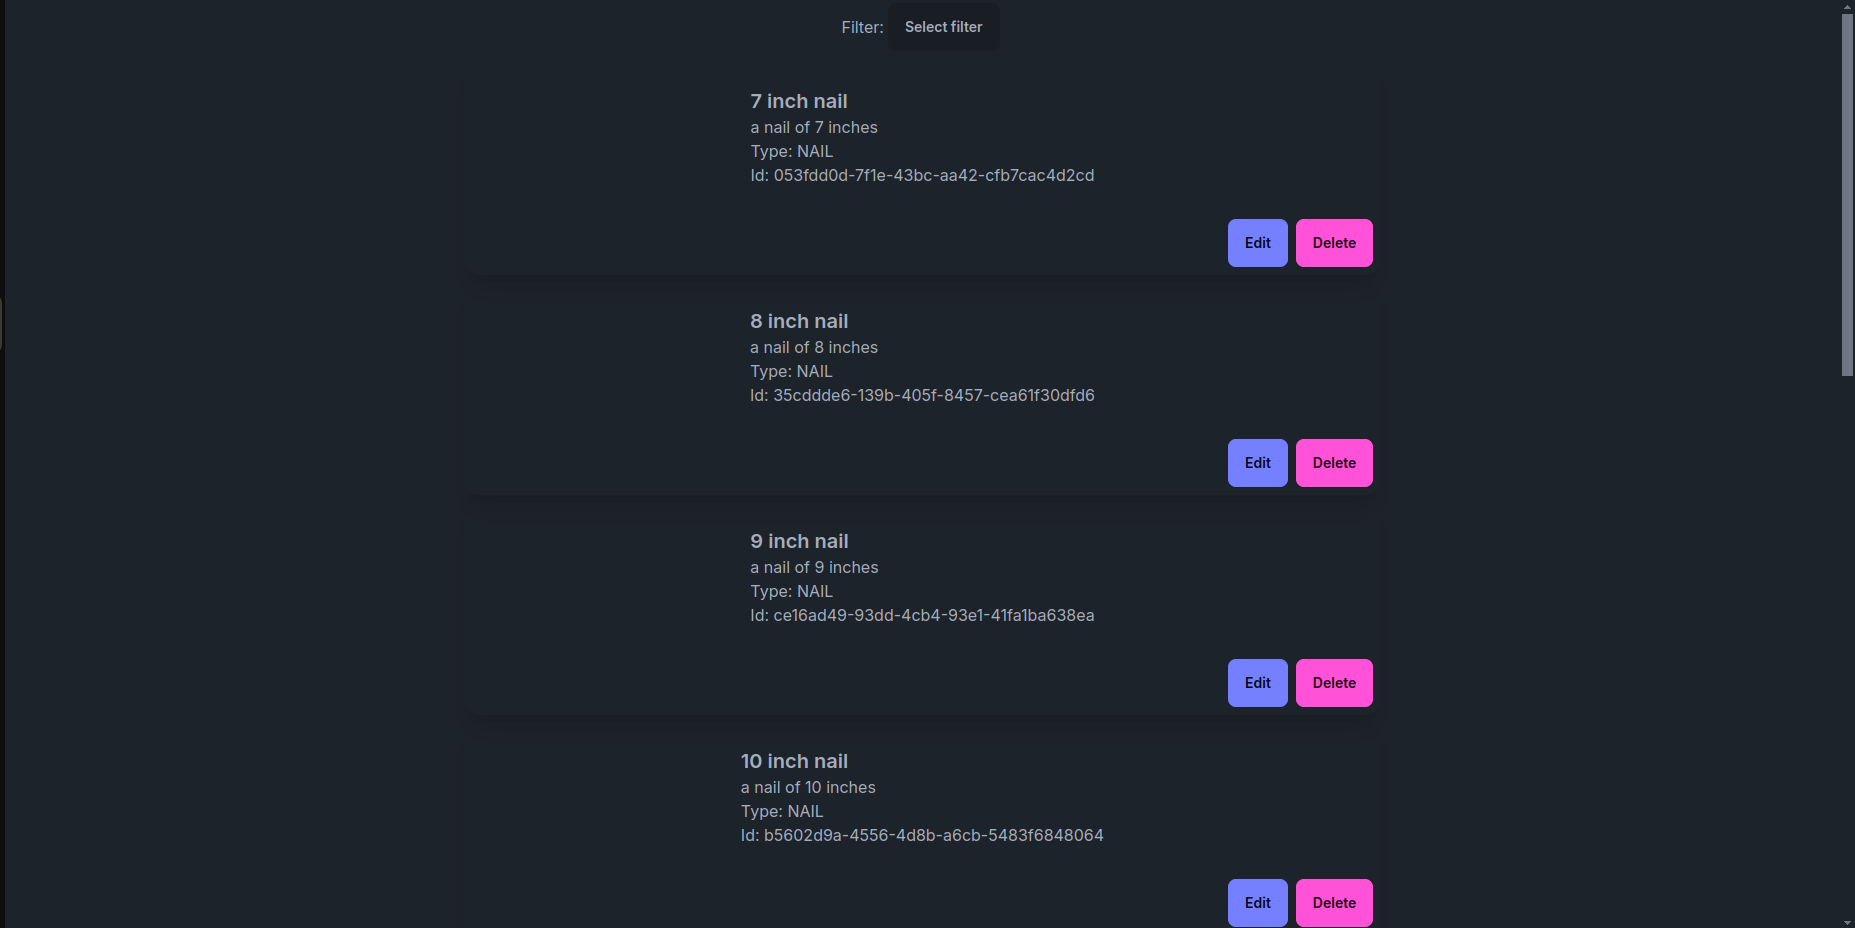 Filter: Select filter
7 inch nail
a nail of 7 inches
Type: NAIL
Id: 053fdd0d-7f1e-43bc-aa42-cfb7cac4d2cd
Edit Delete
8 inch nail
a nail of 8 inches
Type: NAIL
Id: 35cddde6-139b-405f-8457-cea61f30dfd6
Edit Delete
9 inch nail
a nail of 9 inches
Type: NAIL
Id: ce16ad49-93dd-4cb4-93e1-41fa1ba638ea
Edit Delete
10 inch nail
a nail of 10 inches
Type: NAIL
Id: b5602d9a-4556-4d8b-a6cb-5483f6848064
Edit Delete